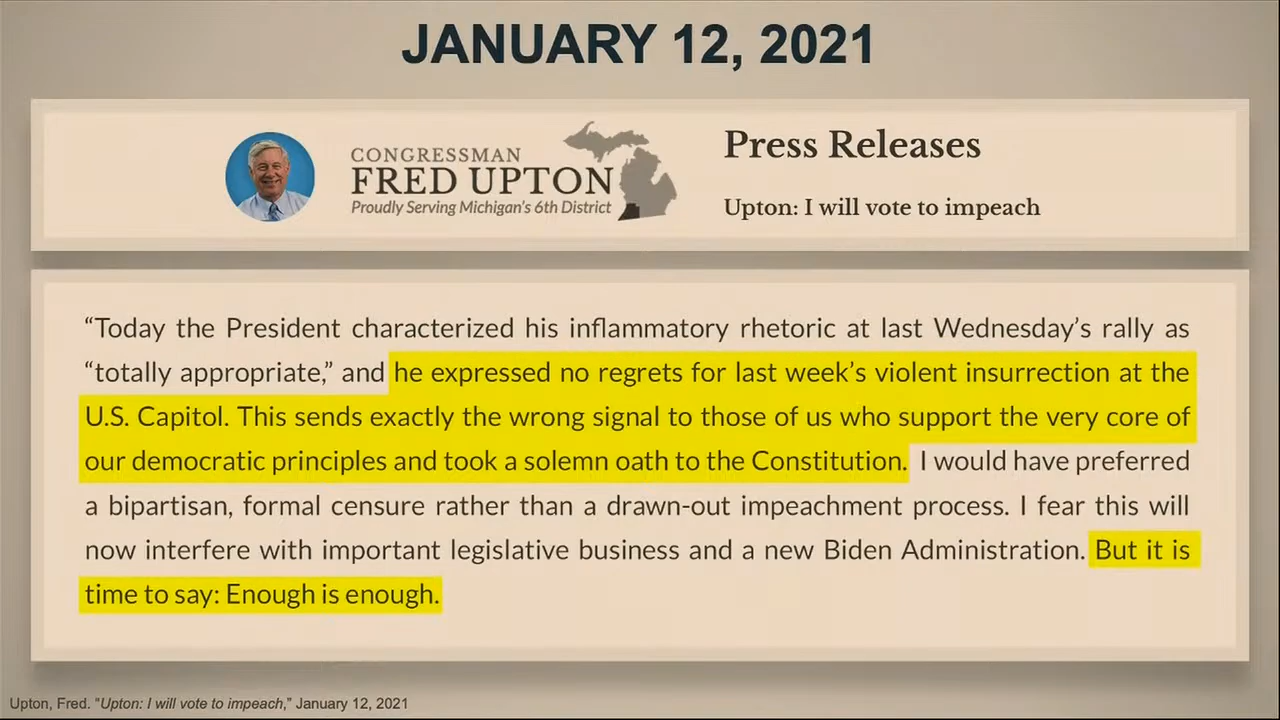 JANUARY 12, 2021
CONGRESSMAN
FRED UPTON
Proudly Serving Michigan's 6th District
Press Releases
Upton: I will vote to impeach
“Today the President characterized his inflammatory rhetoric at last Wednesday’s rally as
“totally appropriate,” and he expressed no regrets for last week’s violent insurrection at the
U.S. Capitol. This sends exactly the wrong signal to those of us who support the very core of
our democratic principles and took a solemn oath to the Constitution. I would have preferred
a bipartisan, formal censure rather than a drawn-out impeachment process. I fear this will
now interfere with important legislative business and a new Biden Administration. But it is
time to say: Enough is enough.
Upton, Fred. “Upton: I will vote to impeach,” January 12, 2021